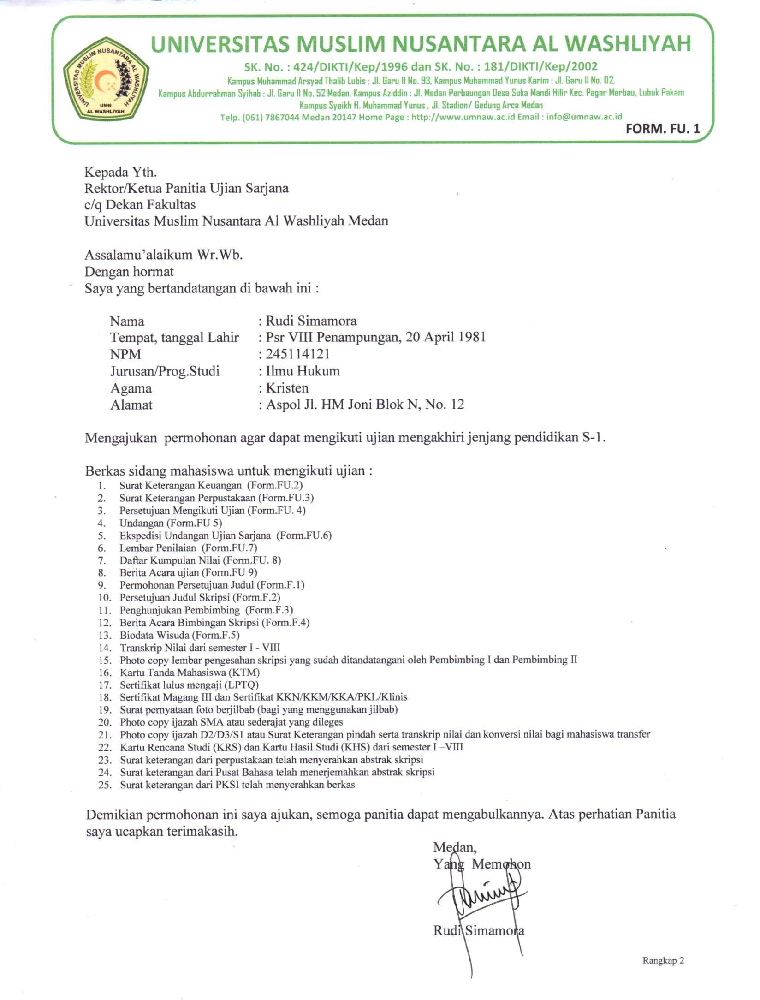 UNIVERSITAS MUSLIM NUSANTARA AL WASHLIYAH
UMN
AL WASHLIYAH
UNIVERSITAS MUSLIM NUSANTARA AL WASHLIYAH
SK. No. : 424/DIKTI/Kep/1996 dan SK. No. : 181/DIKTI/Kep/2002
Kampus Muhammad Arsyad Thalib Lubis : Jl. Garu II No. 93, Kampus Muhammad Yunus Karim : Jl. Garu II No. 02,
Kampus Abdurrahman Syihab : Jl. Garu II No. 52 Medan, Kampus Aziddin : Jl. Medan Perbaungan Desa Suka Mandi Hilir Kec. Pagar Merbau, Lubuk Pakam
Kampus Syeikh H. Muhammad Yunus , Jl. Stadion/ Gedung Arca Medan
Telp. (061) 7867044 Medan 20147 Home Page : http://www.umnaw.ac.id Email : info@umnaw.ac.id
FORM. FU. 1
Kepada Yth.
Rektor/Ketua Panitia Ujian Sarjana
c/q Dekan Fakultas
Universitas Muslim Nusantara Al Washliyah Medan
Assalamu’alaikum Wr.Wb.
Dengan hormat
Saya yang bertandatangan di bawah ini :
Nama : Rudi Simamora
Tempat, tanggal Lahir : Psr VIII Penampungan, 20 April 1981
NPM : 245114121
Jurusan/Prog.Studi : Ilmu Hukum
Agama : Kristen
Alamat : Aspol Jl. HM Joni Blok N, No. 12
Mengajukan permohonan agar dapat mengikuti ujian mengakhiri jenjang pendidikan S-1.
Berkas sidang mahasiswa untuk mengikuti ujian :
1. Surat Keterangan Keuangan (Form.FU.2)
2. Surat Keterangan Perpustakaan (Form.FU.3)
3. Persetujuan Mengikuti Ujian (Form.FU. 4)
4. Undangan (Form.FU 5)
5. Ekspedisi Undangan Ujian Sarjana (Form.FU.6)
6. Lembar Penilaian (Form.FU.7)
7. Daftar Kumpulan Nilai (Form.FU. 8)
8. Berita Acara ujian (Form.FU 9)
9. Permohonan Persetujuan Judul (Form.F.1)
10. Persetujuan Judul Skripsi (Form.F.2)
11. Penghunjukan Pembimbing (Form.F.3)
12. Berita Acara Bimbingan Skripsi (Form.F.4)
13. Biodata Wisuda (Form.F.5)
14. Transkrip Nilai dari semester I - VIII
15. Photo copy lembar pengesahan skripsi yang sudah ditandatangani oleh Pembimbing I dan Pembimbing II
16. Kartu Tanda Mahasiswa (KTM)
17. Sertifikat lulus mengaji (LPTQ)
18. Sertifikat Magang III dan Sertifikat KKN/KKM/KKA/PKL/Klinis
19. Surat pernyataan foto berjilbab (bagi yang menggunakan jilbab)
20. Photo copy ijazah SMA atau sederajat yang dileges
21. Photo copy ijazah D2/D3/S1 atau Surat Keterangan pindah serta transkrip nilai dan konversi nilai bagi mahasiswa transfer
22. Kartu Rencana Studi (KRS) dan Kartu Hasil Studi (KHS) dari semester I –VIII
23. Surat keterangan dari perpustakaan telah menyerahkan abstrak skripsi
24. Surat keterangan dari Pusat Bahasa telah menerjemahkan abstrak skripsi
25. Surat keterangan dari PKSI telah menyerahkan berkas
Demikian permohonan ini saya ajukan, semoga panitia dapat mengabulkannya. Atas perhatian Panitia
saya ucapkan terimakasih.
Medan,
Yang Memohon
Rudi Simamora
Rangkap 2